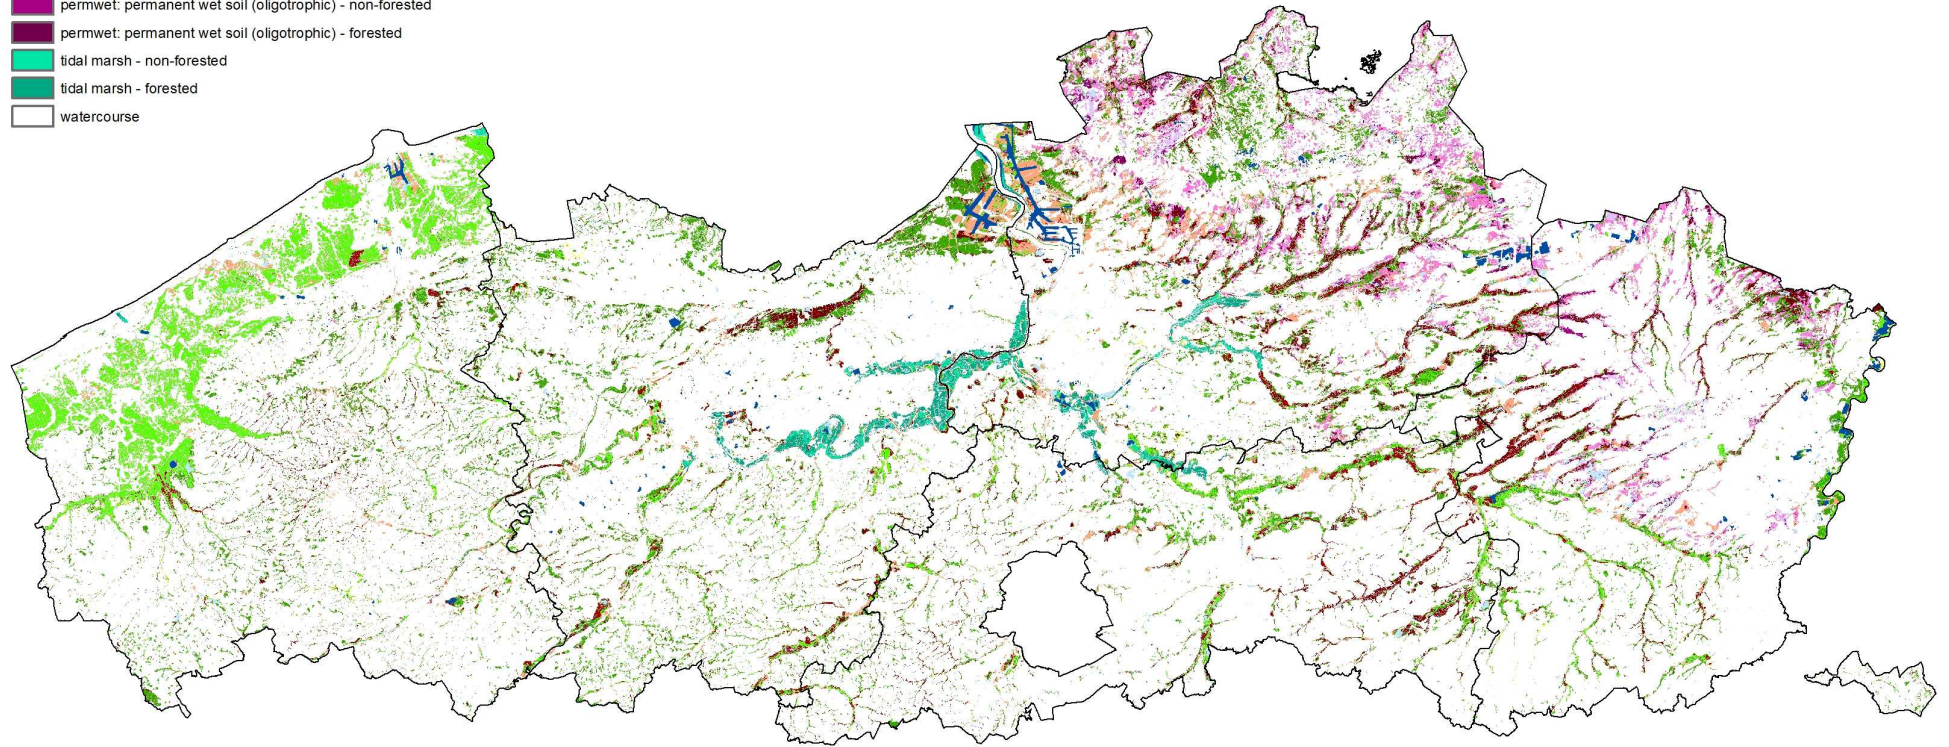 permwet: permanent wet soil (oligotrophic) - non-forested
permwet: permanent wet soil (oligotrophic) - forested
tidal marsh - non-forested
tidal marsh - forested
watercourse